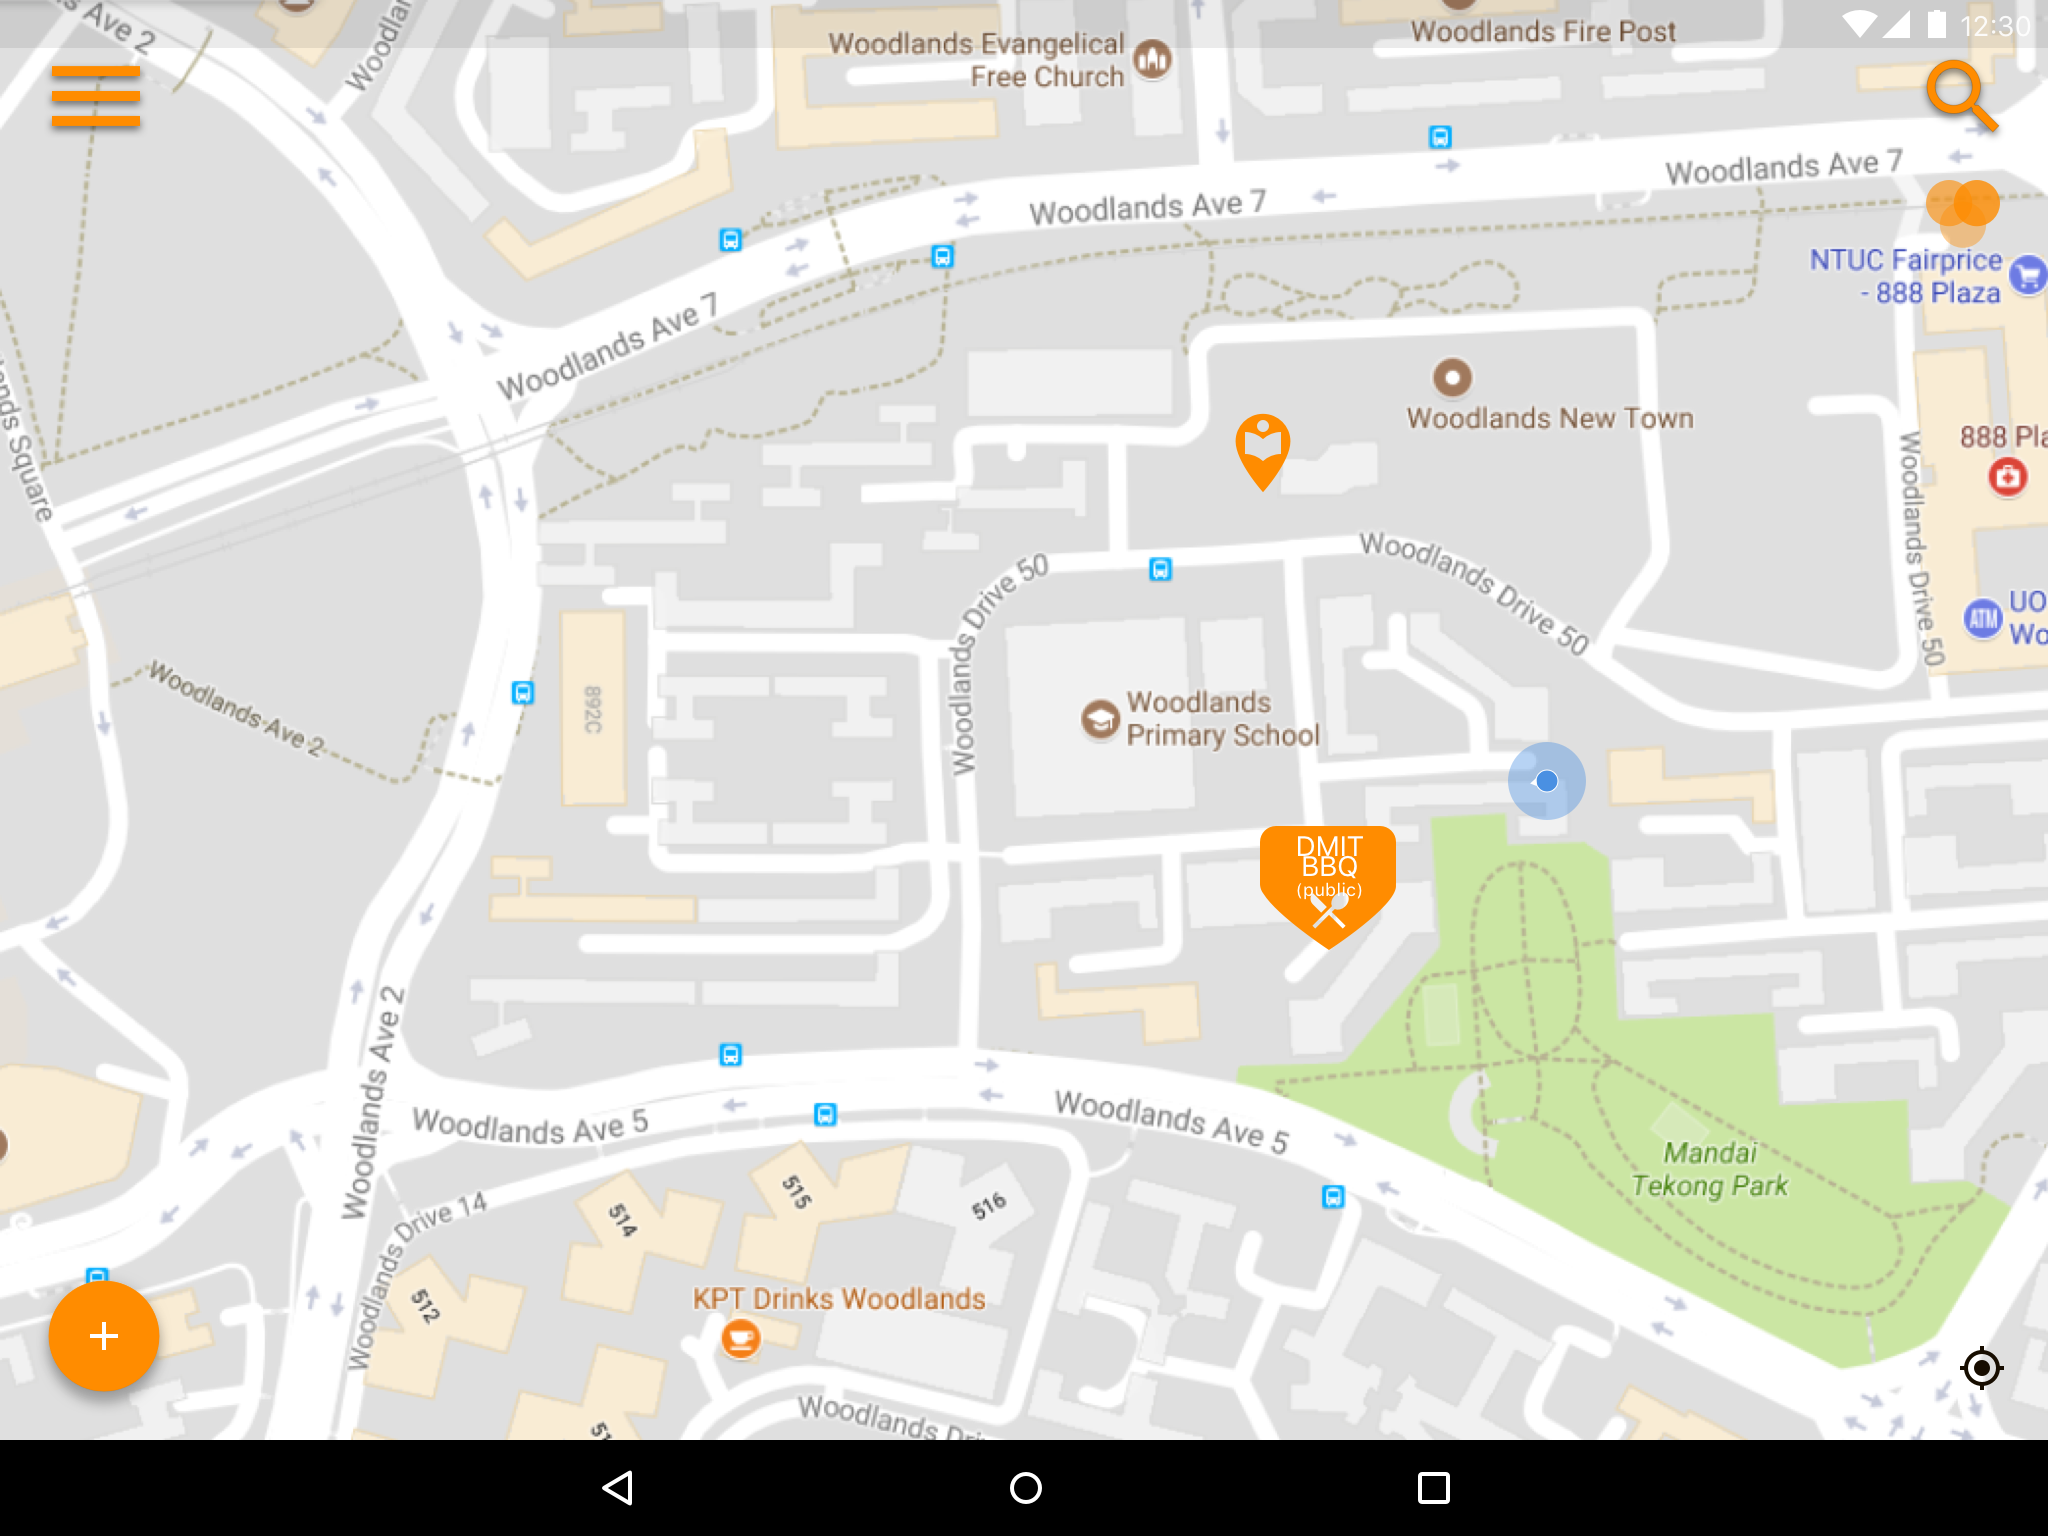 s Ave 2
Woodlan
Woodlands Evangelical
Free Church
Woodlands Fire Post
12:30
Woodlands Ave 7
Woodlands Ave 7
NTUC Fairprice
- 888 Plaza
Woodlands Ave 7
Woodlands New Town
888 Pla
ands Square
Woodlands Drive 50
Woodlands Drive 50
Woodlands Drive 50
ATM
UO
Wo
Woodlands Ave 2
892C
Woodlands Drive 50
Woodlands
Primary School
DMIT
BBQ
(public)
Woodlands Ave 2
Woodlands Ave 5
Woodlands Ave 5
Mandai
Tekong Park
Woodlands Drive 14
514
515
516
512
KPT Drinks Woodlands
51
Woodlands Dri